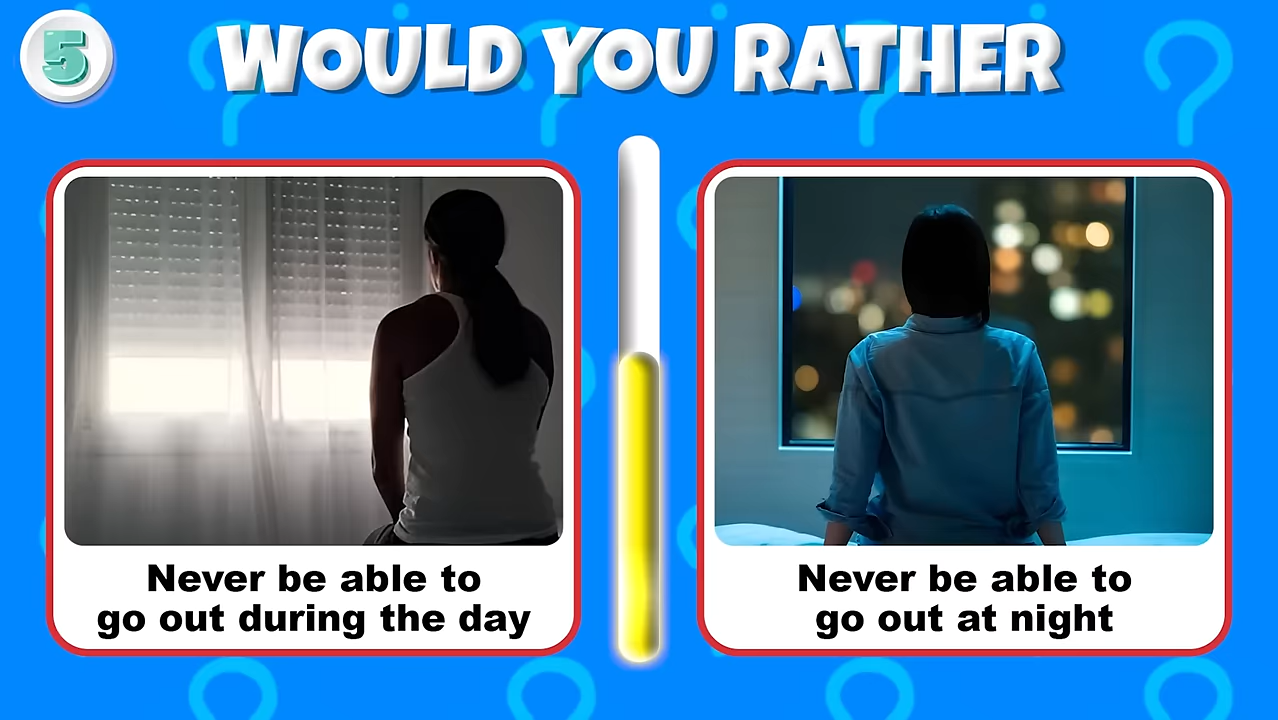 5
WOULD YOU RATHER
Never be able to
go out during the day
Never be able to
go out at night